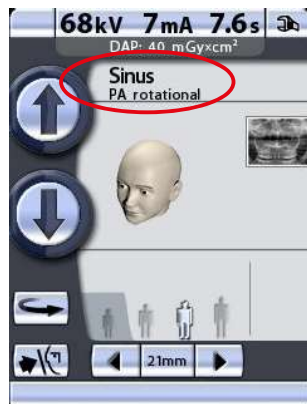 68kV 7mA 7.6s
DAP: 40 mGy×cm²
Sinus
PA rotational
21mm